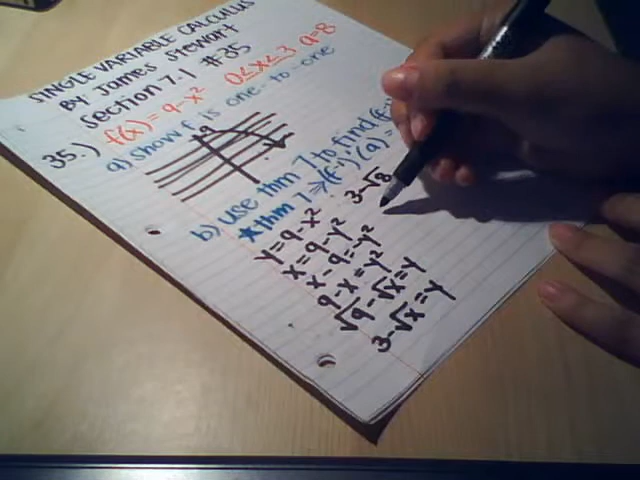 SINGLE VARIABLE CALCULUS
BY James Stewart
Section 7.1 #35
35.) f(x) = 9-x² 0≤x≤3 a=8
a) show f is one-to-one
b) use thm 7 to find (f⁻¹)
*thm 7 ⇒ (f⁻¹)'(a) =
y=9-x² 3-√8
x=9-y²
x-9=-y²
9-x=y²
√9-√x=y
3-√x=y